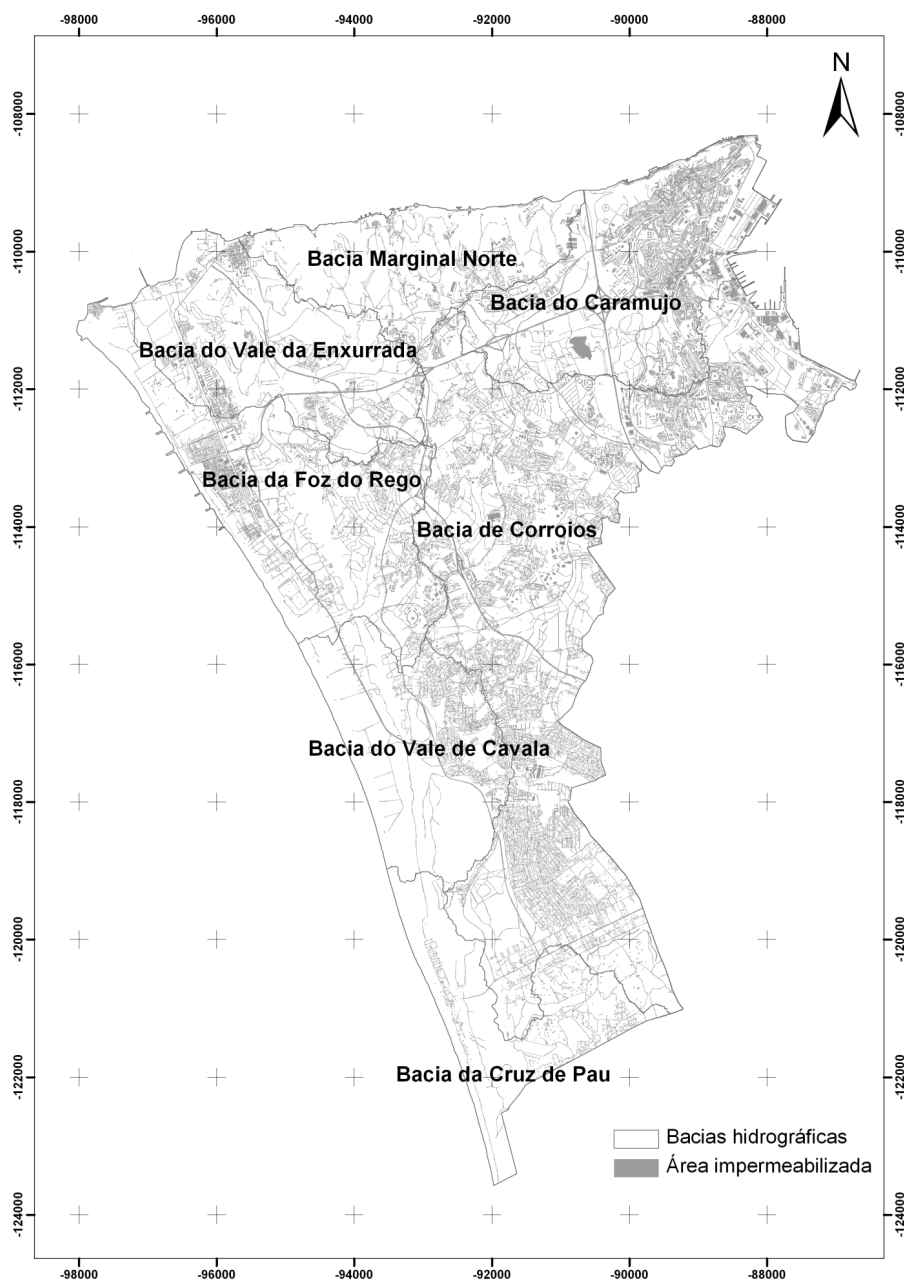 -98000 -96000 -94000 -92000 -90000 -88000
N
-108000 -108000
-110000 -110000
Bacia Marginal Norte
Bacia do Caramujo
Bacia do Vale da Enxurrada
-112000 -112000
Bacia da Foz do Rego
Bacia de Corroios
-114000 -114000
-116000 -116000
Bacia do Vale de Cavala
-118000 -118000
-120000 -120000
Bacia da Cruz de Pau
-122000 -122000
Bacias hidrográficas
Área impermeabilizada
-124000 -124000
-98000 -96000 -94000 -92000 -90000 -88000